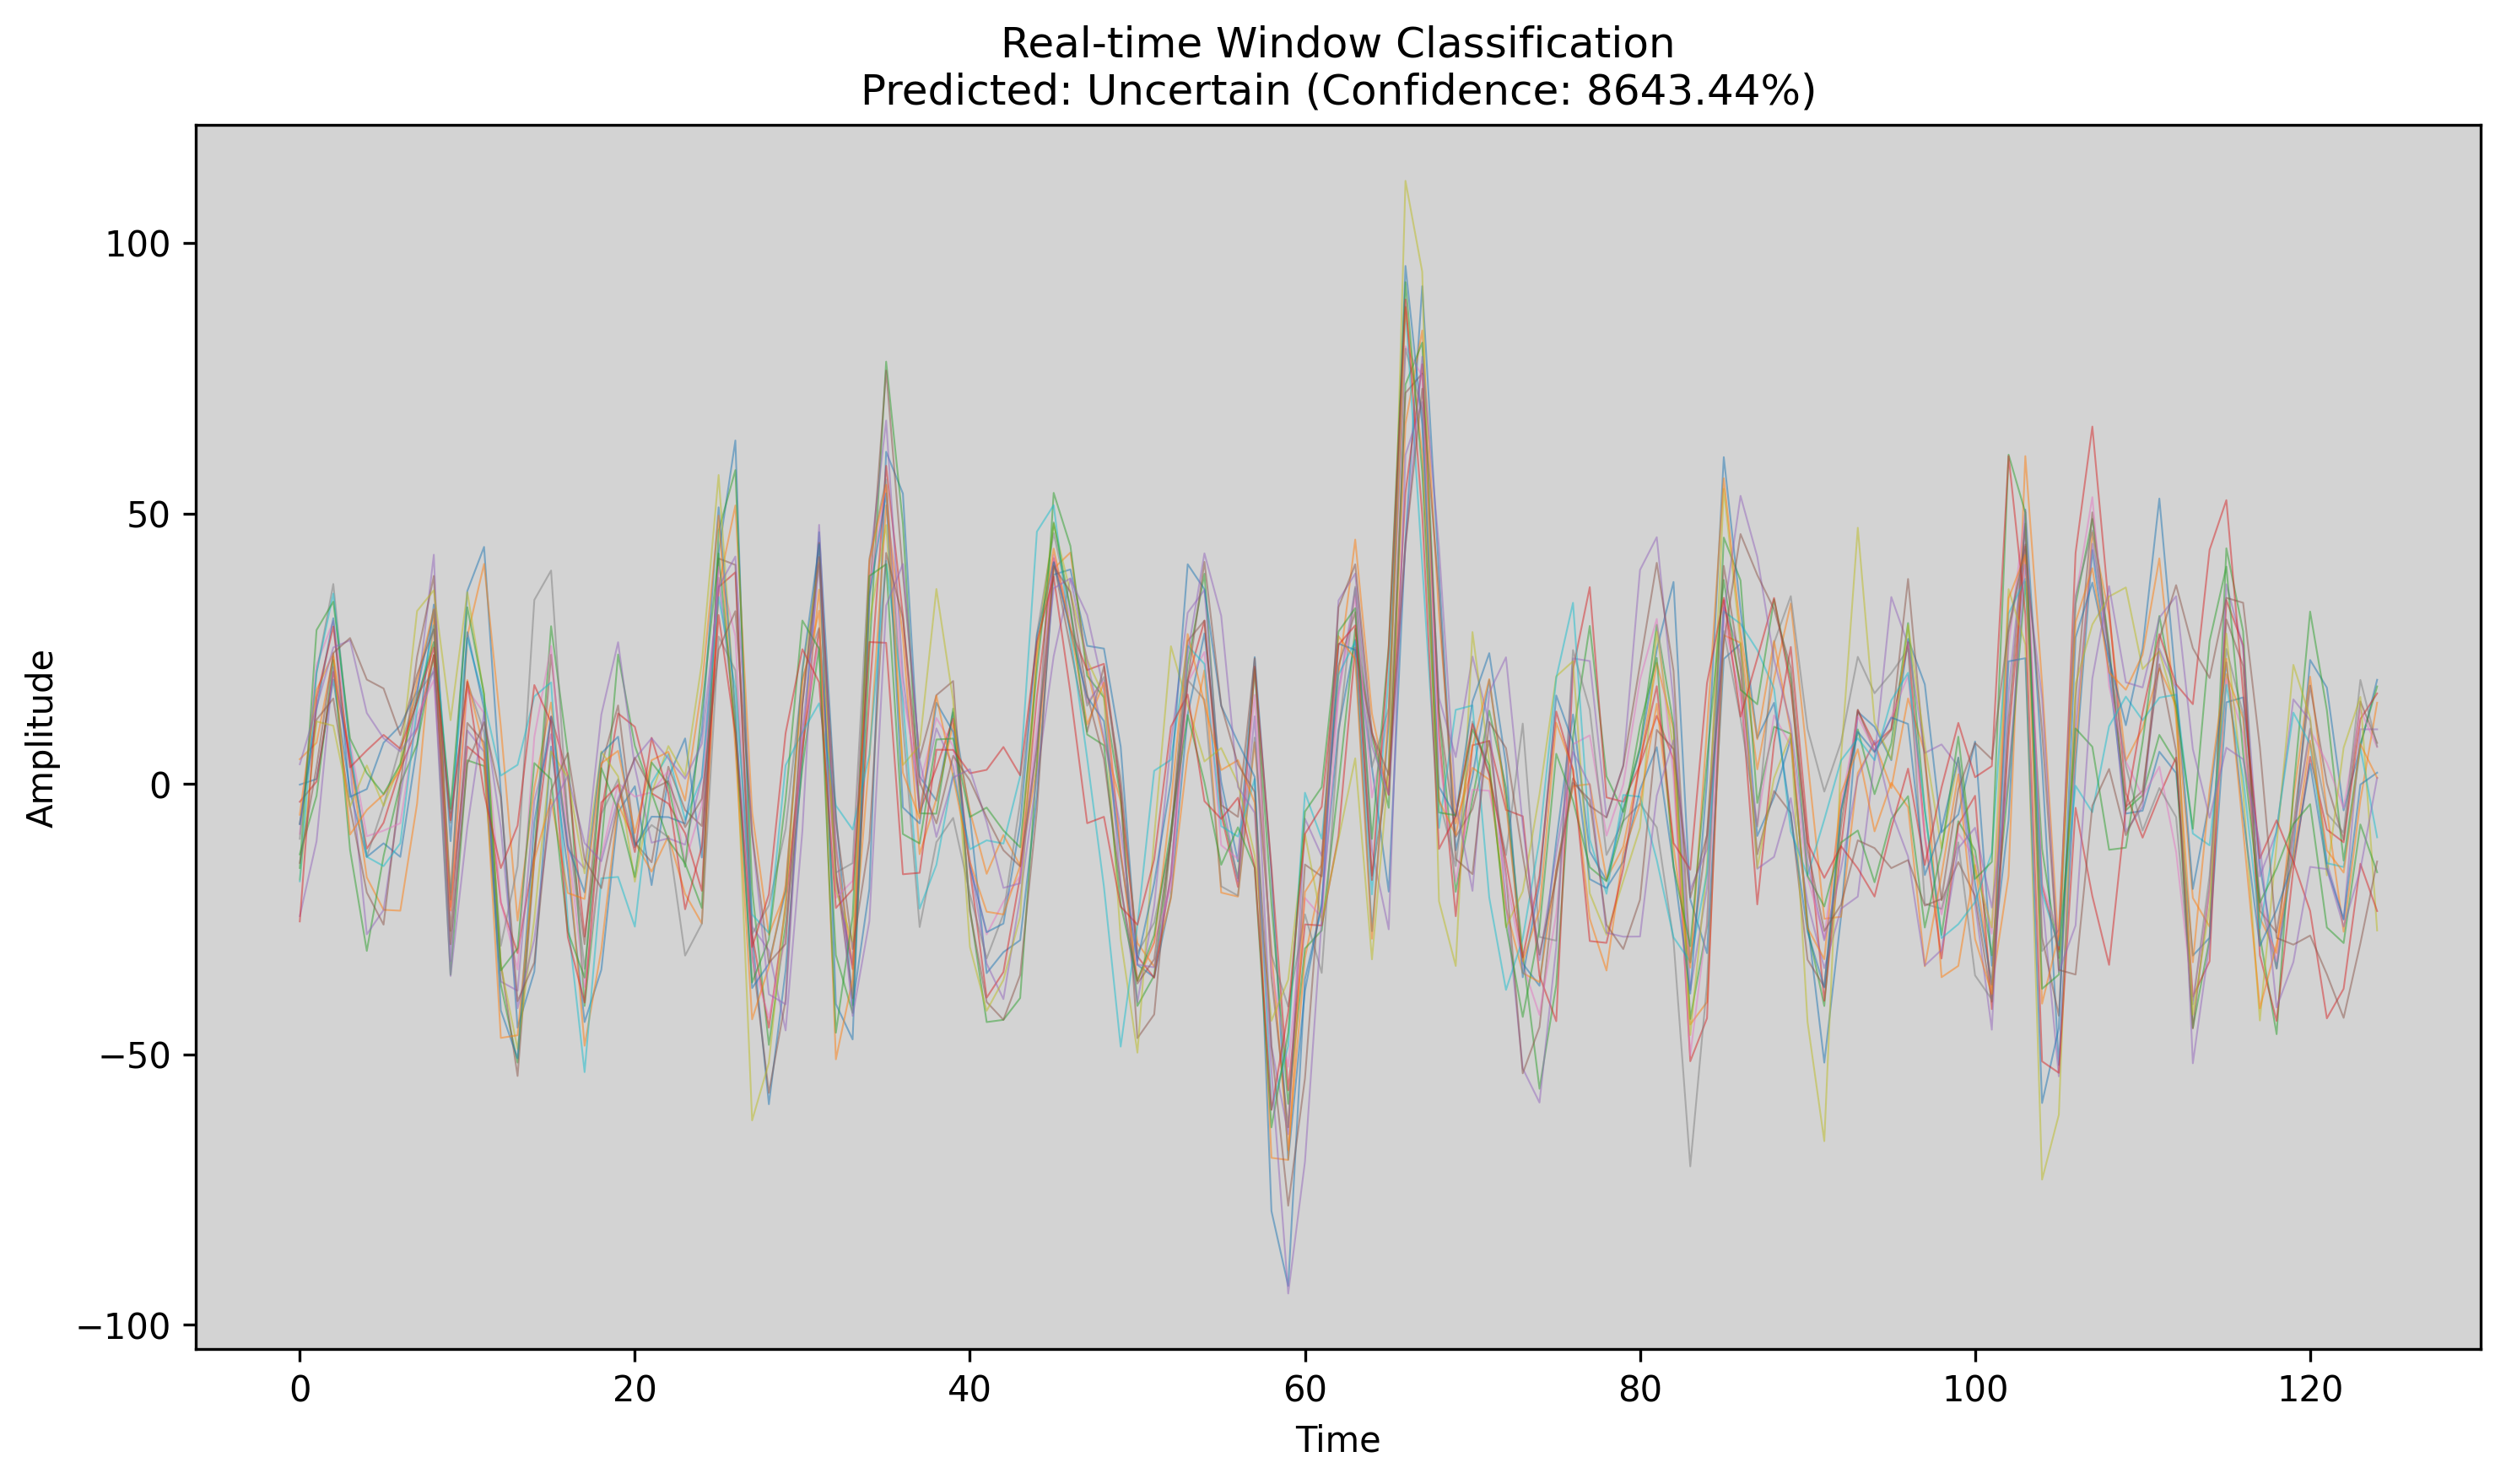 Real-time Window Classification
Predicted: Uncertain (Confidence: 8643.44%)
Amplitude
100
50
0
−50
−100
0 20 40 60 80 100 120
Time